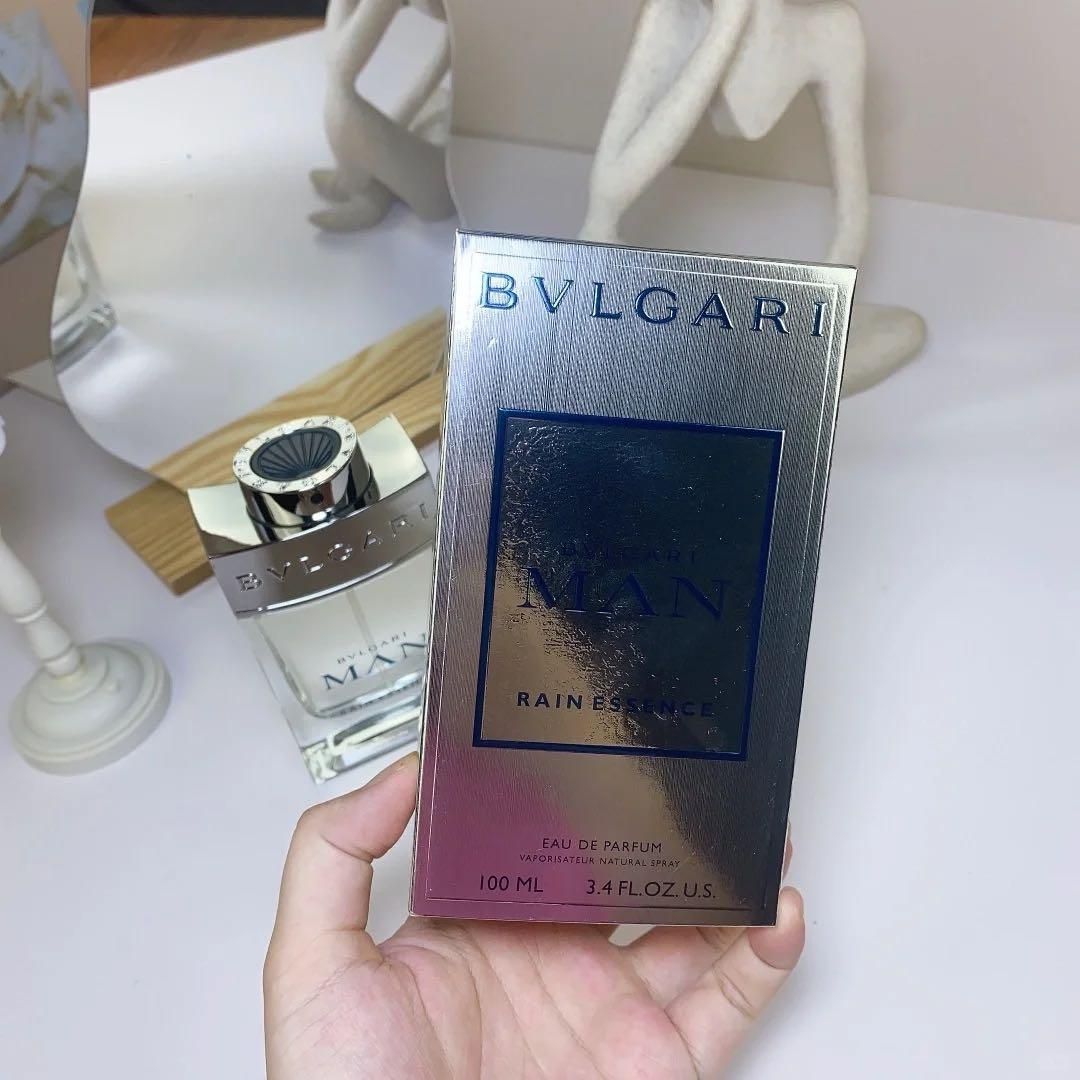 BVLGARI
BVLGARI
MAN
RAIN ESSENCE
EAU DE PARFUM
VAPORISATEUR NATURAL SPRAY
100 ML 3.4 FL.OZ. U.S.
BVLGARI
BVLGARI
MAN